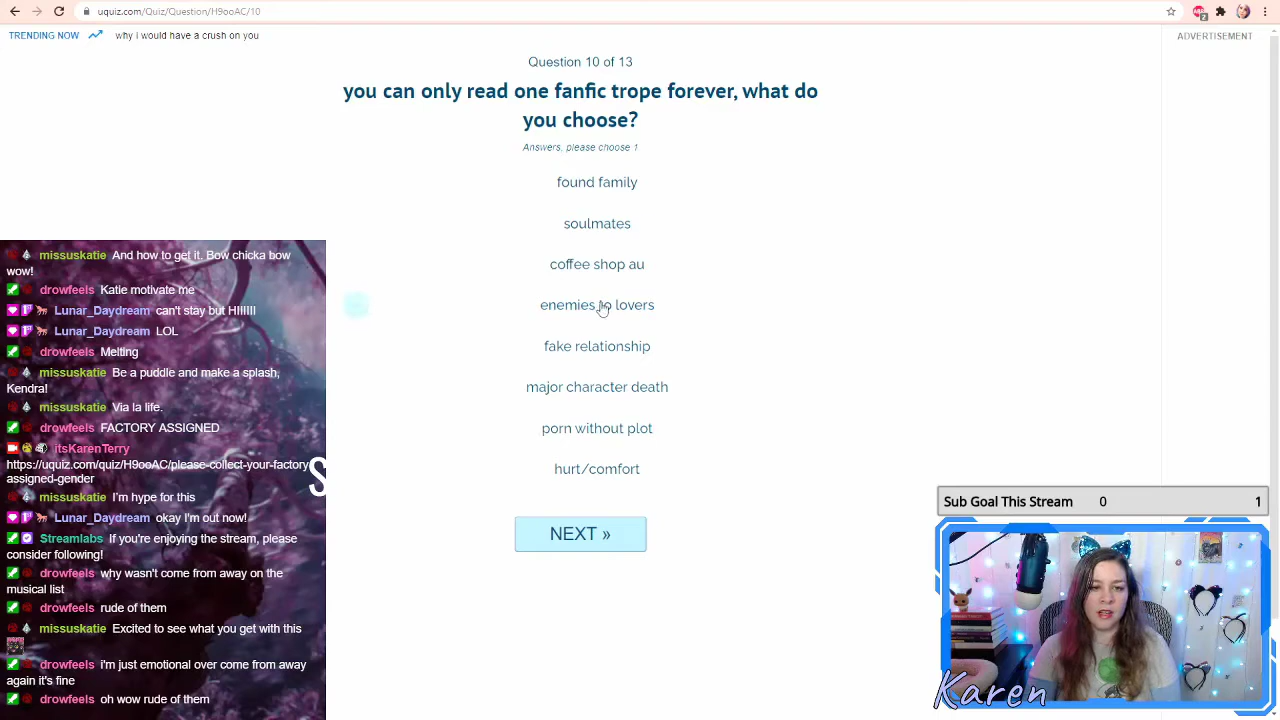 uquiz.com/Quiz/Question/H9ooAC/10
TRENDING NOW
why i would have a crush on you
ADVERTISEMENT
Question 10 of 13
you can only read one fanfic trope forever, what do
you choose?
Answers, please choose 1
found family
soulmates
coffee shop au
enemies to lovers
fake relationship
major character death
porn without plot
hurt/comfort
NEXT »
missuskatie And how to get it. Bow chicka bow
wow!
drowfeels Katie motivate me
Lunar_Daydream can't stay but HIIIIII
Lunar_Daydream LOL
drowfeels Melting
missuskatie Be a puddle and make a splash,
Kendra!
missuskatie Via la life.
drowfeels FACTORY ASSIGNED
itsKarenTerry
https://uquiz.com/quiz/H9ooAC/please-collect-your-factory-
assigned-gender
missuskatie I'm hype for this
Lunar_Daydream okay I'm out now!
Streamlabs If you're enjoying the stream, please
consider following!
drowfeels why wasn't come from away on the
musical list
drowfeels rude of them
missuskatie Excited to see what you get with this
drowfeels i'm just emotional over come from away
again it's fine
drowfeels oh wow rude of them
S
Sub Goal This Stream 0 1
Karen